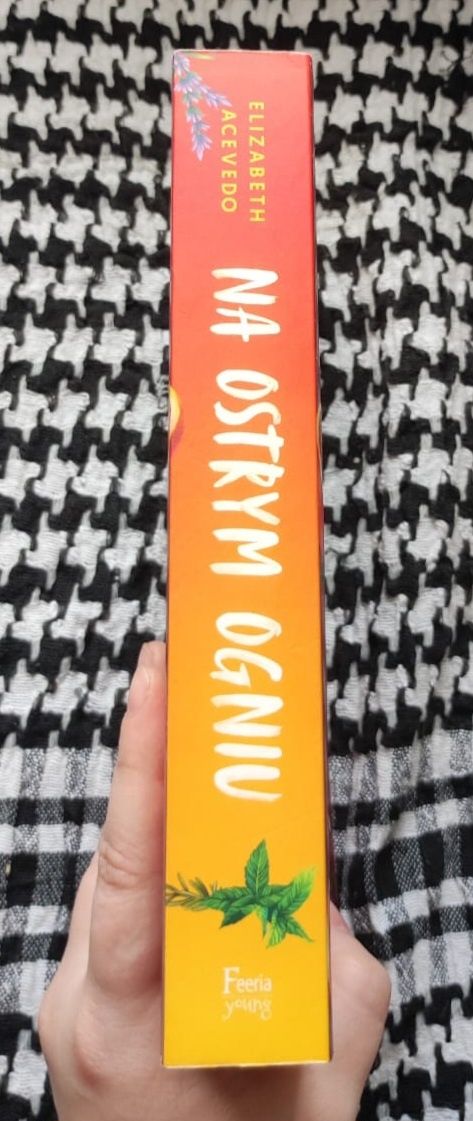 ELIZABETH
ACEVEDO
NA OSTRYM OGNIU
Feeria
young